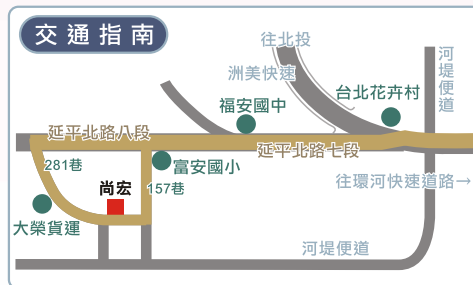 交通指南
往北投
洲美快速
河堤便道
台北花卉村
福安國中
延平北路八段
延平北路七段
281巷
富安國小
157巷
尚宏
往環河快速道路→
大榮貨運
河堤便道